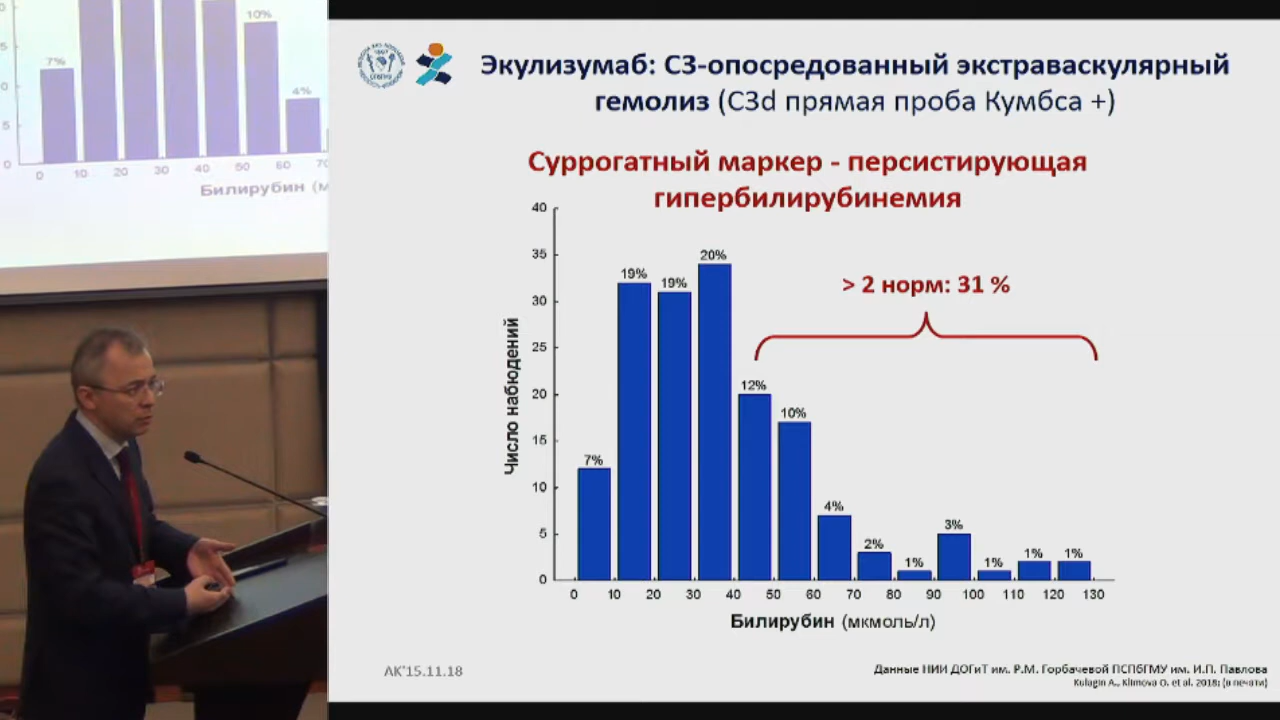 Экулизумаб: С3-опосредованный экстраваскулярный
гемолиз (C3d прямая проба Кумбса +)
Суррогатный маркер - персистирующая
гипербилирубинемия
> 2 норм: 31 %
Число набюдений
40
35
30
25
20
15
10
5
0
7%
19%
19%
20%
12%
10%
4%
2%
1%
3%
1%
1%
1%
0 10 20 30 40 50 60 70 80 90 100 110 120 130
Билирубин (мкмоль/л)
АК'15.11.18
Данные НИИ ДОГиТ им. Р.М. Горбачевой ПСПбГМУ им. И.П. Павлова
Kulagin A., Klimova O. et al. 2018; (в печати)
7%
10%
4%
0
5
0 10 20 30 40 50 60
Билирубин